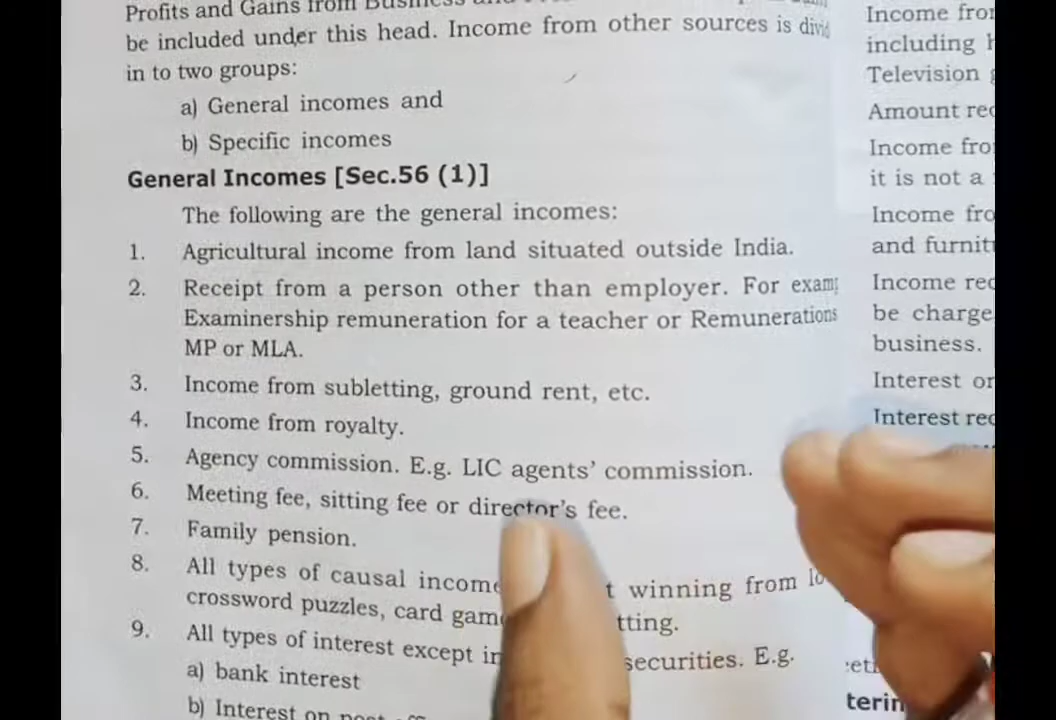 Profits and Gains from Business and
be included under this head. Income from other sources is divid
in to two groups:
a) General incomes and
b) Specific incomes
General Incomes [Sec.56 (1)]
The following are the general incomes:
1. Agricultural income from land situated outside India.
2. Receipt from a person other than employer. For exam
Examinership remuneration for a teacher or Remunerations
MP or MLA.
3. Income from subletting, ground rent, etc.
4. Income from royalty.
5. Agency commission. E.g. LIC agents' commission.
6. Meeting fee, sitting fee or director's fee.
7. Family pension.
8. All types of causal income winning from
crossword puzzles, card tting.
9. All types of interest except securities. E.g.
a) bank interest
b) Interest on
Income from
including
Television
Amount
Income
it is not a
Income
and
Income
be charge
business.
Interest
Interest